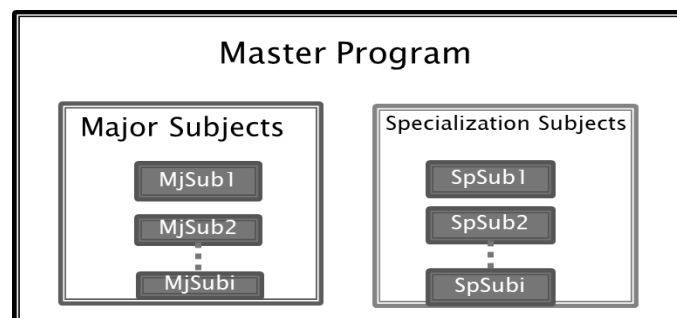 Master Program
Major Subjects
MjSub1
MjSub2
MjSubi
Specialization Subjects
SpSub1
SpSub2
SpSubi